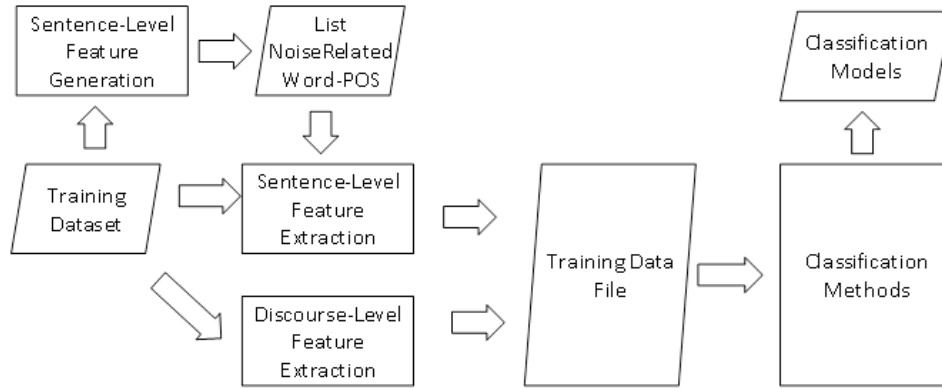 Sentence-Level
Feature
Generation
List
NoiseRelated
Word-POS
Classification
Models
Training
Dataset
Sentence-Level
Feature
Extraction
Training Data
File
Classification
Methods
Discourse-Level
Feature
Extraction